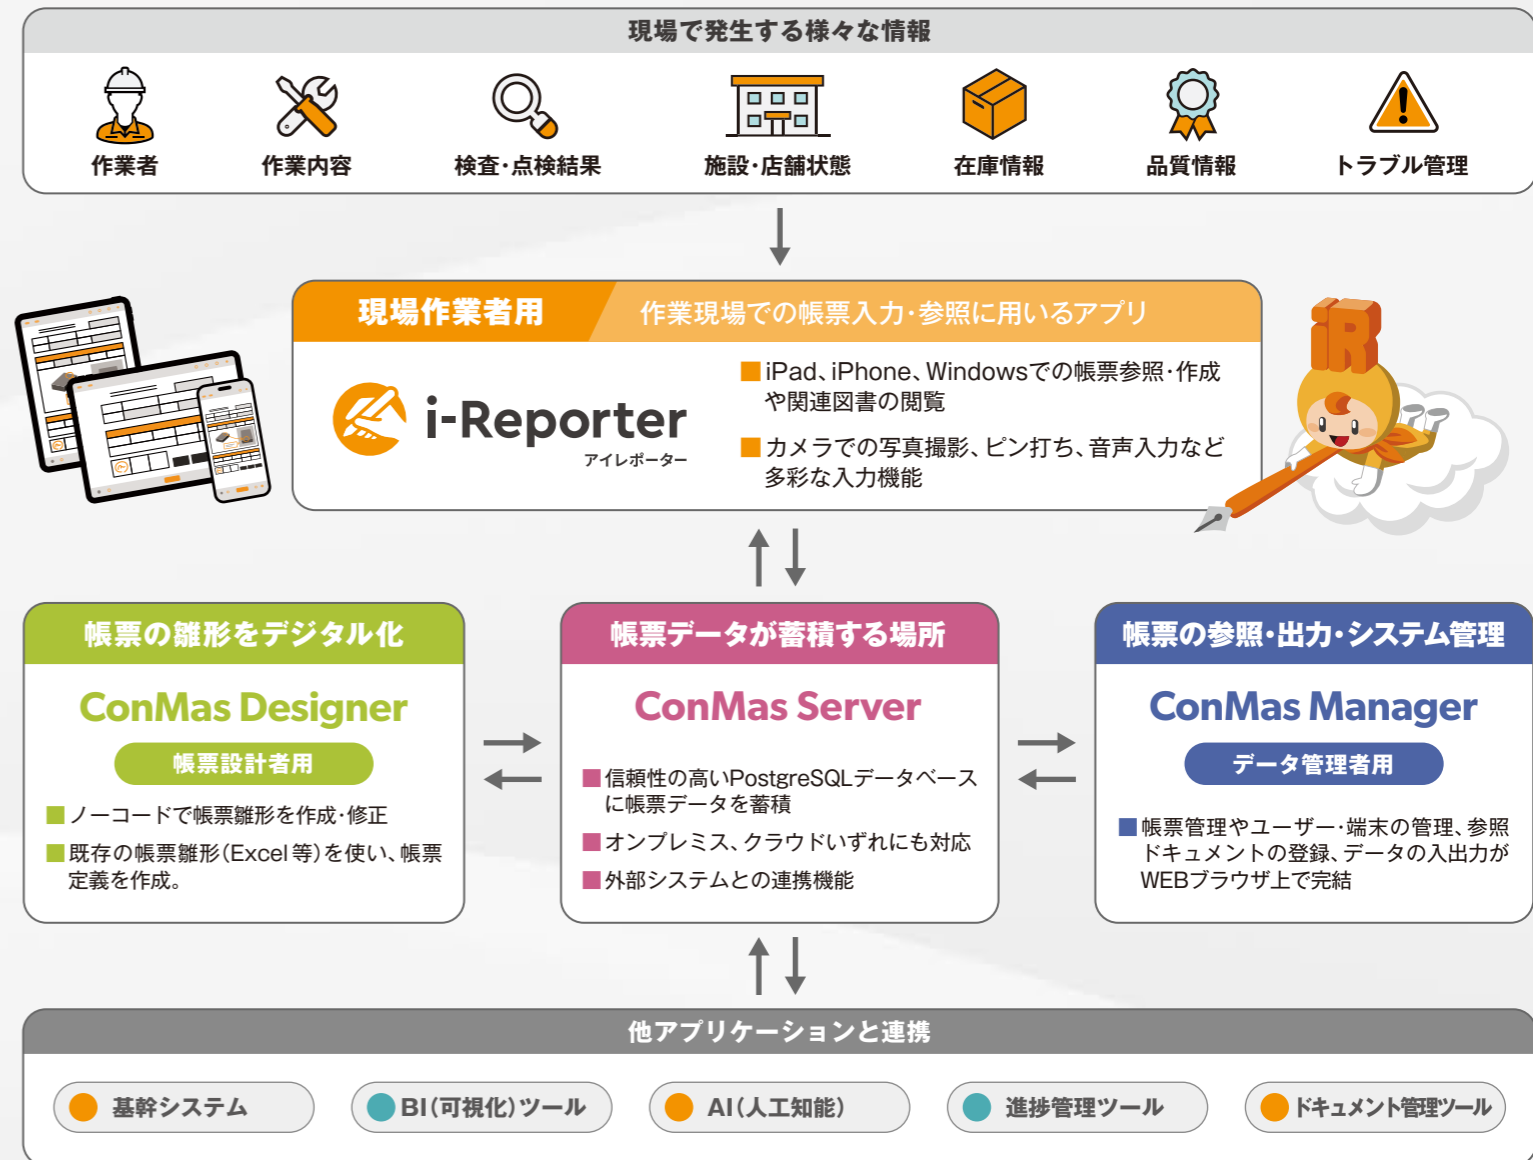 現場で発生する様々な情報
作業者
作業内容
検査・点検結果
施設・店舗状態
在庫情報
品質情報
トラブル管理
現場作業者用
作業現場での帳票入力・参照に用いるアプリ
i-Reporter
アイレポーター
■iPad、iPhone、Windowsでの帳票参照・作成
や関連図書の閲覧
■カメラでの写真撮影、ピン打ち、音声入力など
多彩な入力機能
iR
帳票の雛形をデジタル化
ConMas Designer
帳票設計者用
■ノーコードで帳票雛形を作成・修正
■既存の帳票雛形(Excel等)を使い、帳票
定義を作成。
帳票データが蓄積する場所
ConMas Server
■信頼性の高いPostgreSQLデータベース
に帳票データを蓄積
■オンプレミス、クラウドいずれにも対応
■外部システムとの連携機能
帳票の参照・出力・システム管理
ConMas Manager
データ管理者用
■帳票管理やユーザー・端末の管理、参照
ドキュメントの登録、データの入出力が
WEBブラウザ上で完結
他アプリケーションと連携
基幹システム
BI(可視化)ツール
AI(人工知能)
進捗管理ツール
ドキュメント管理ツール